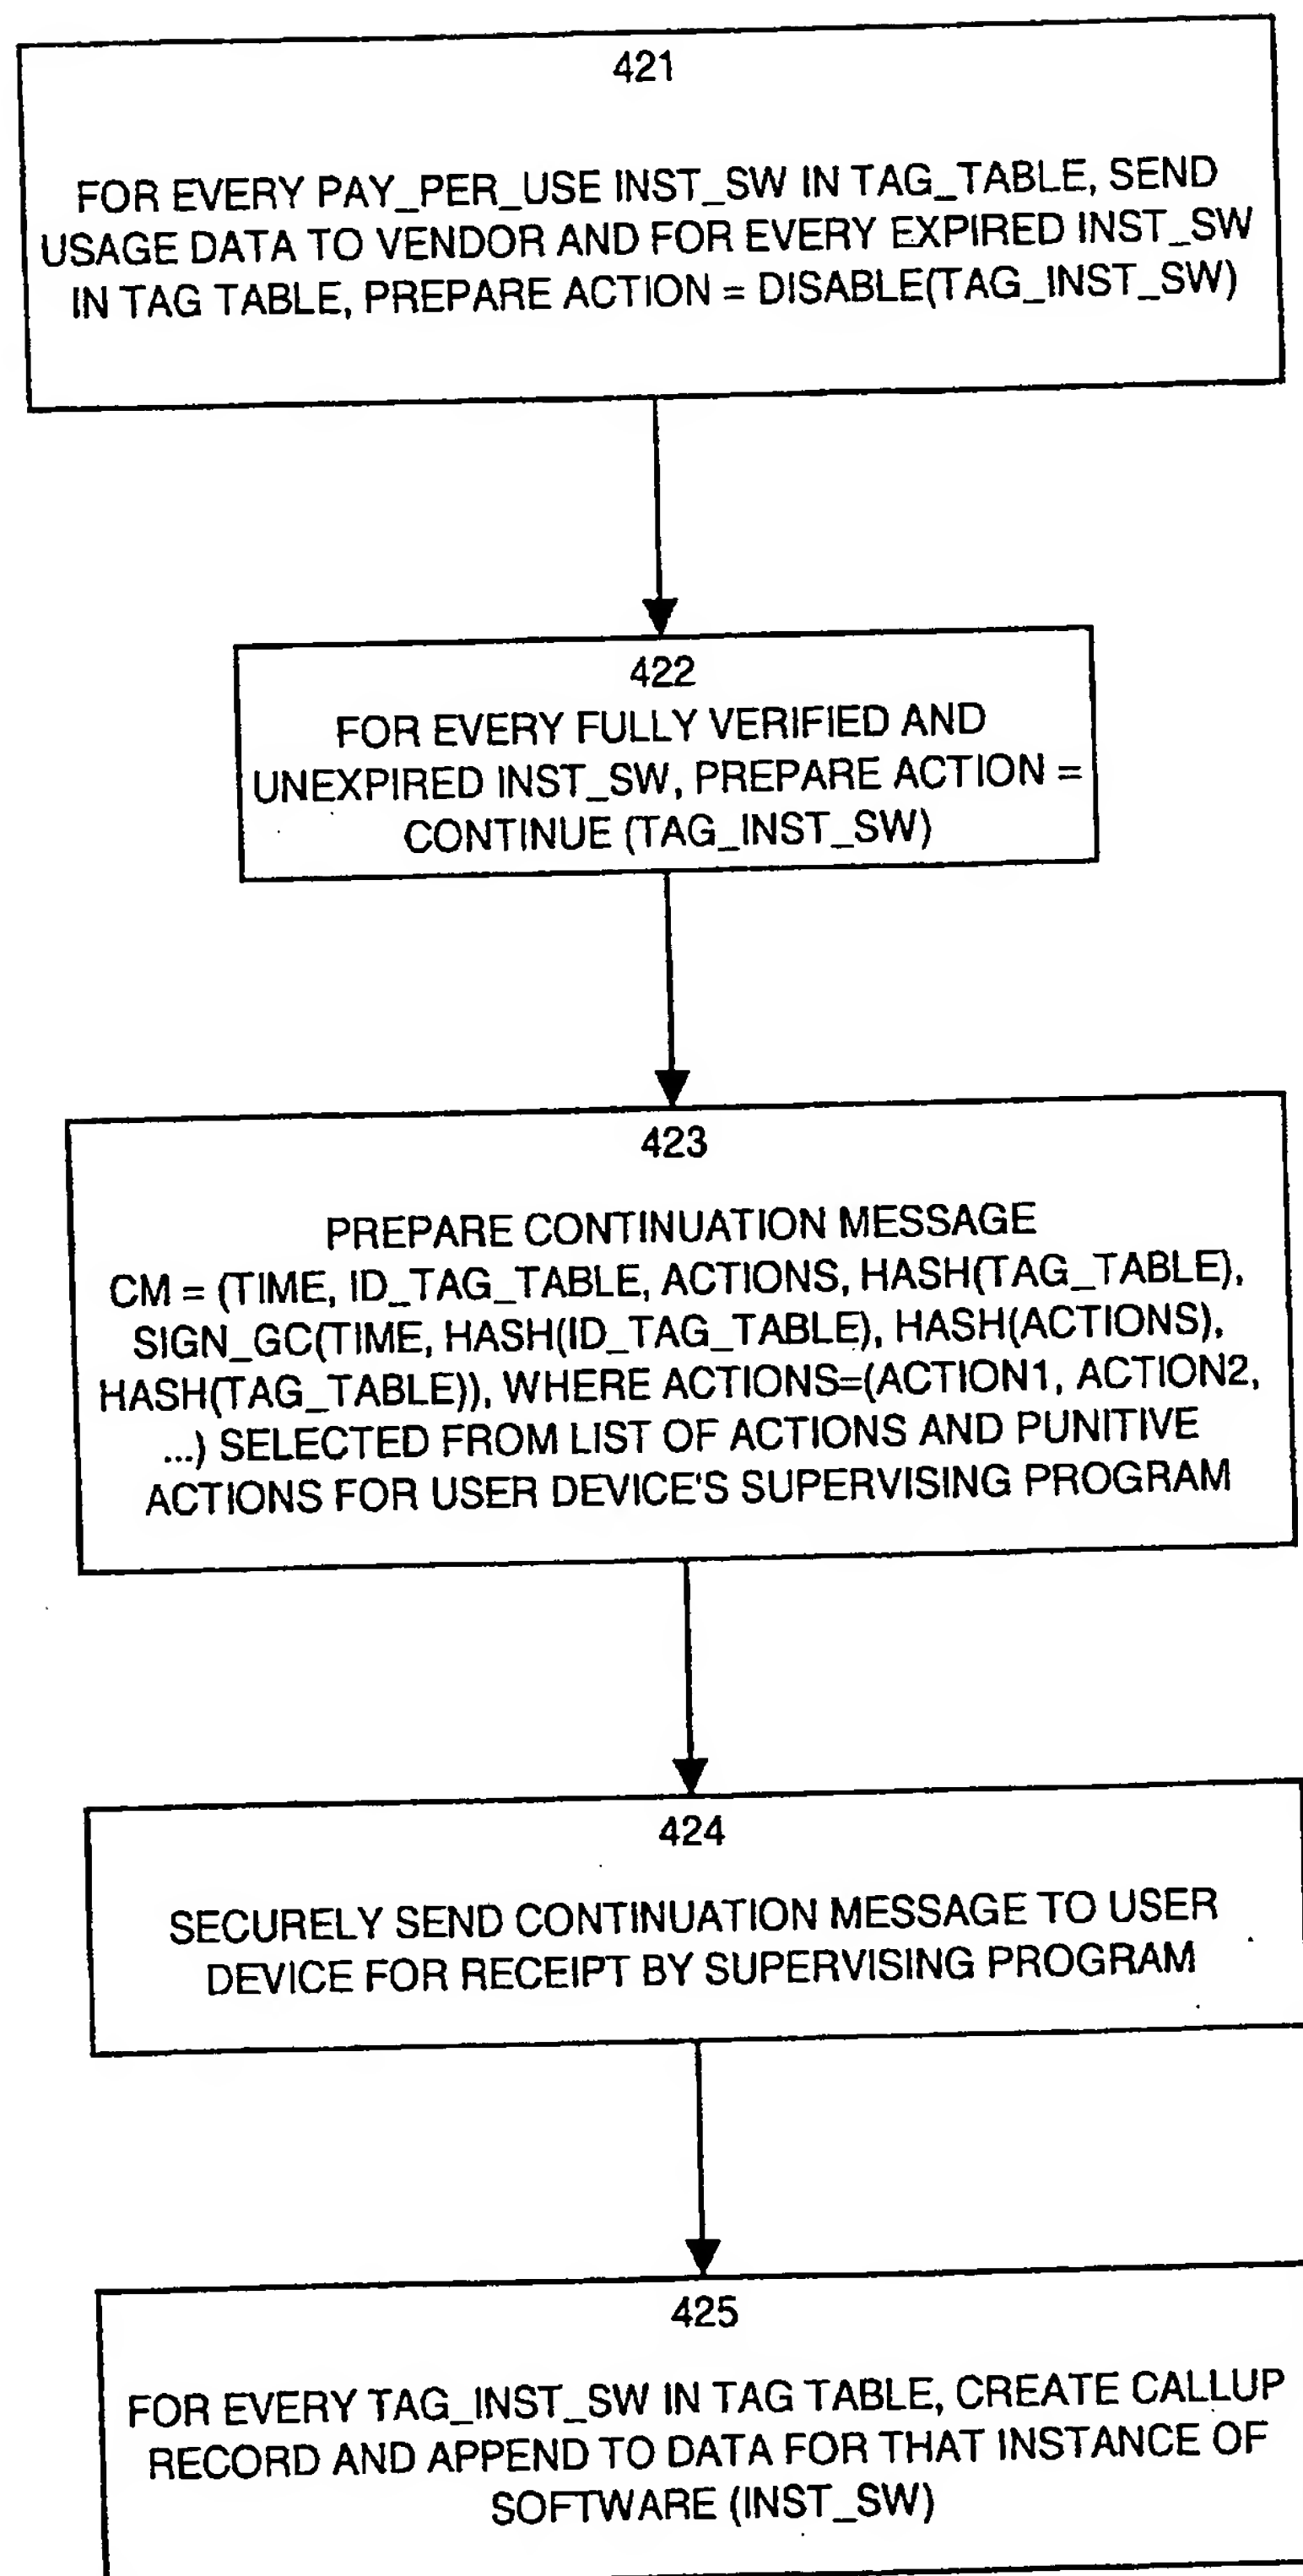 421
FOR EVERY PAY_PER_USE INST_SW IN TAG_TABLE, SEND
USAGE DATA TO VENDOR AND FOR EVERY EXPIRED INST_SW
IN TAG TABLE, PREPARE ACTION = DISABLE(TAG_INST_SW)
422
FOR EVERY FULLY VERIFIED AND
UNEXPIRED INST_SW, PREPARE ACTION =
CONTINUE (TAG_INST_SW)
423
PREPARE CONTINUATION MESSAGE
CM = (TIME, ID_TAG_TABLE, ACTIONS, HASH(TAG_TABLE),
SIGN_GC(TIME, HASH(ID_TAG_TABLE), HASH(ACTIONS),
HASH(TAG_TABLE)), WHERE ACTIONS=(ACTION1, ACTION2,
...) SELECTED FROM LIST OF ACTIONS AND PUNITIVE
ACTIONS FOR USER DEVICE'S SUPERVISING PROGRAM
424
SECURELY SEND CONTINUATION MESSAGE TO USER
DEVICE FOR RECEIPT BY SUPERVISING PROGRAM
425
FOR EVERY TAG_INST_SW IN TAG TABLE, CREATE CALLUP
RECORD AND APPEND TO DATA FOR THAT INSTANCE OF
SOFTWARE (INST_SW)